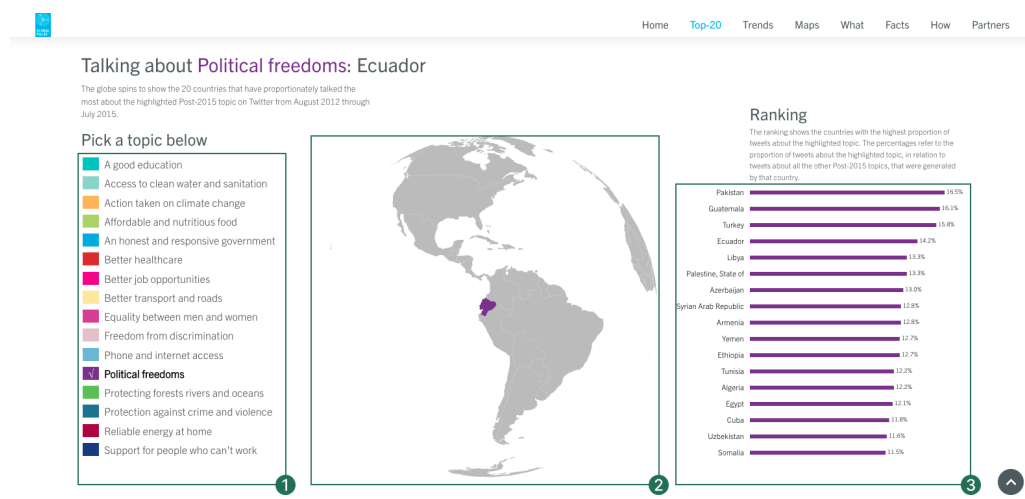 Home Top-20 Trends Maps What Facts How Partners
Talking about Political freedoms: Ecuador
The globe spins to show the 20 countries that have proportionately talked the
most about the highlighted Post-2015 topic on Twitter from August 2012 through
July 2015.
Pick a topic below
A good education
Access to clean water and sanitation
Action taken on climate change
Affordable and nutritious food
An honest and responsive government
Better healthcare
Better job opportunities
Better transport and roads
Equality between men and women
Freedom from discrimination
Phone and internet access
√ Political freedoms
Protecting forests rivers and oceans
Protection against crime and violence
Reliable energy at home
Support for people who can't work
1
2
Ranking
The ranking shows the countries with the highest proportion of
tweets about the highlighted topic. The percentages refer to the
proportion of tweets about the highlighted topic, in relation to
tweets about all the other Post-2015 topics, that were generated
by that country.
Pakistan 16.5%
Guatemala 16.1%
Turkey 15.8%
Ecuador 14.2%
Libya 13.3%
Palestine, State of 13.3%
Azerbaijan 13.0%
Syrian Arab Republic 12.8%
Armenia 12.8%
Yemen 12.7%
Ethiopia 12.7%
Tunisia 12.2%
Algeria 12.2%
Egypt 12.1%
Cuba 11.8%
Uzbekistan 11.6%
Somalia 11.5%
3